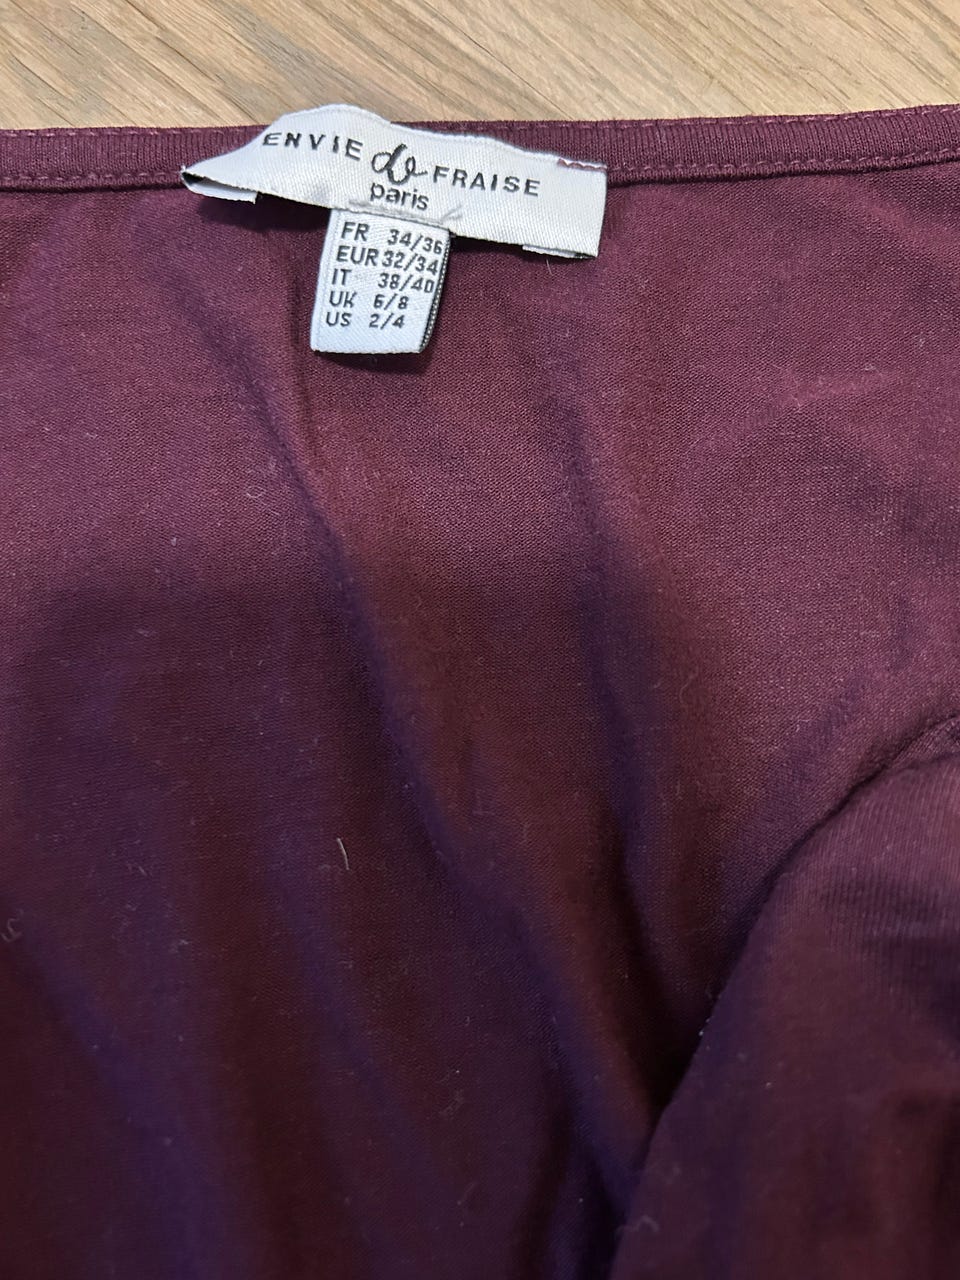 ENVIE de FRAISE
paris
FR 34/36
EUR 32/34
IT 38/40
UK 6/8
US 2/4